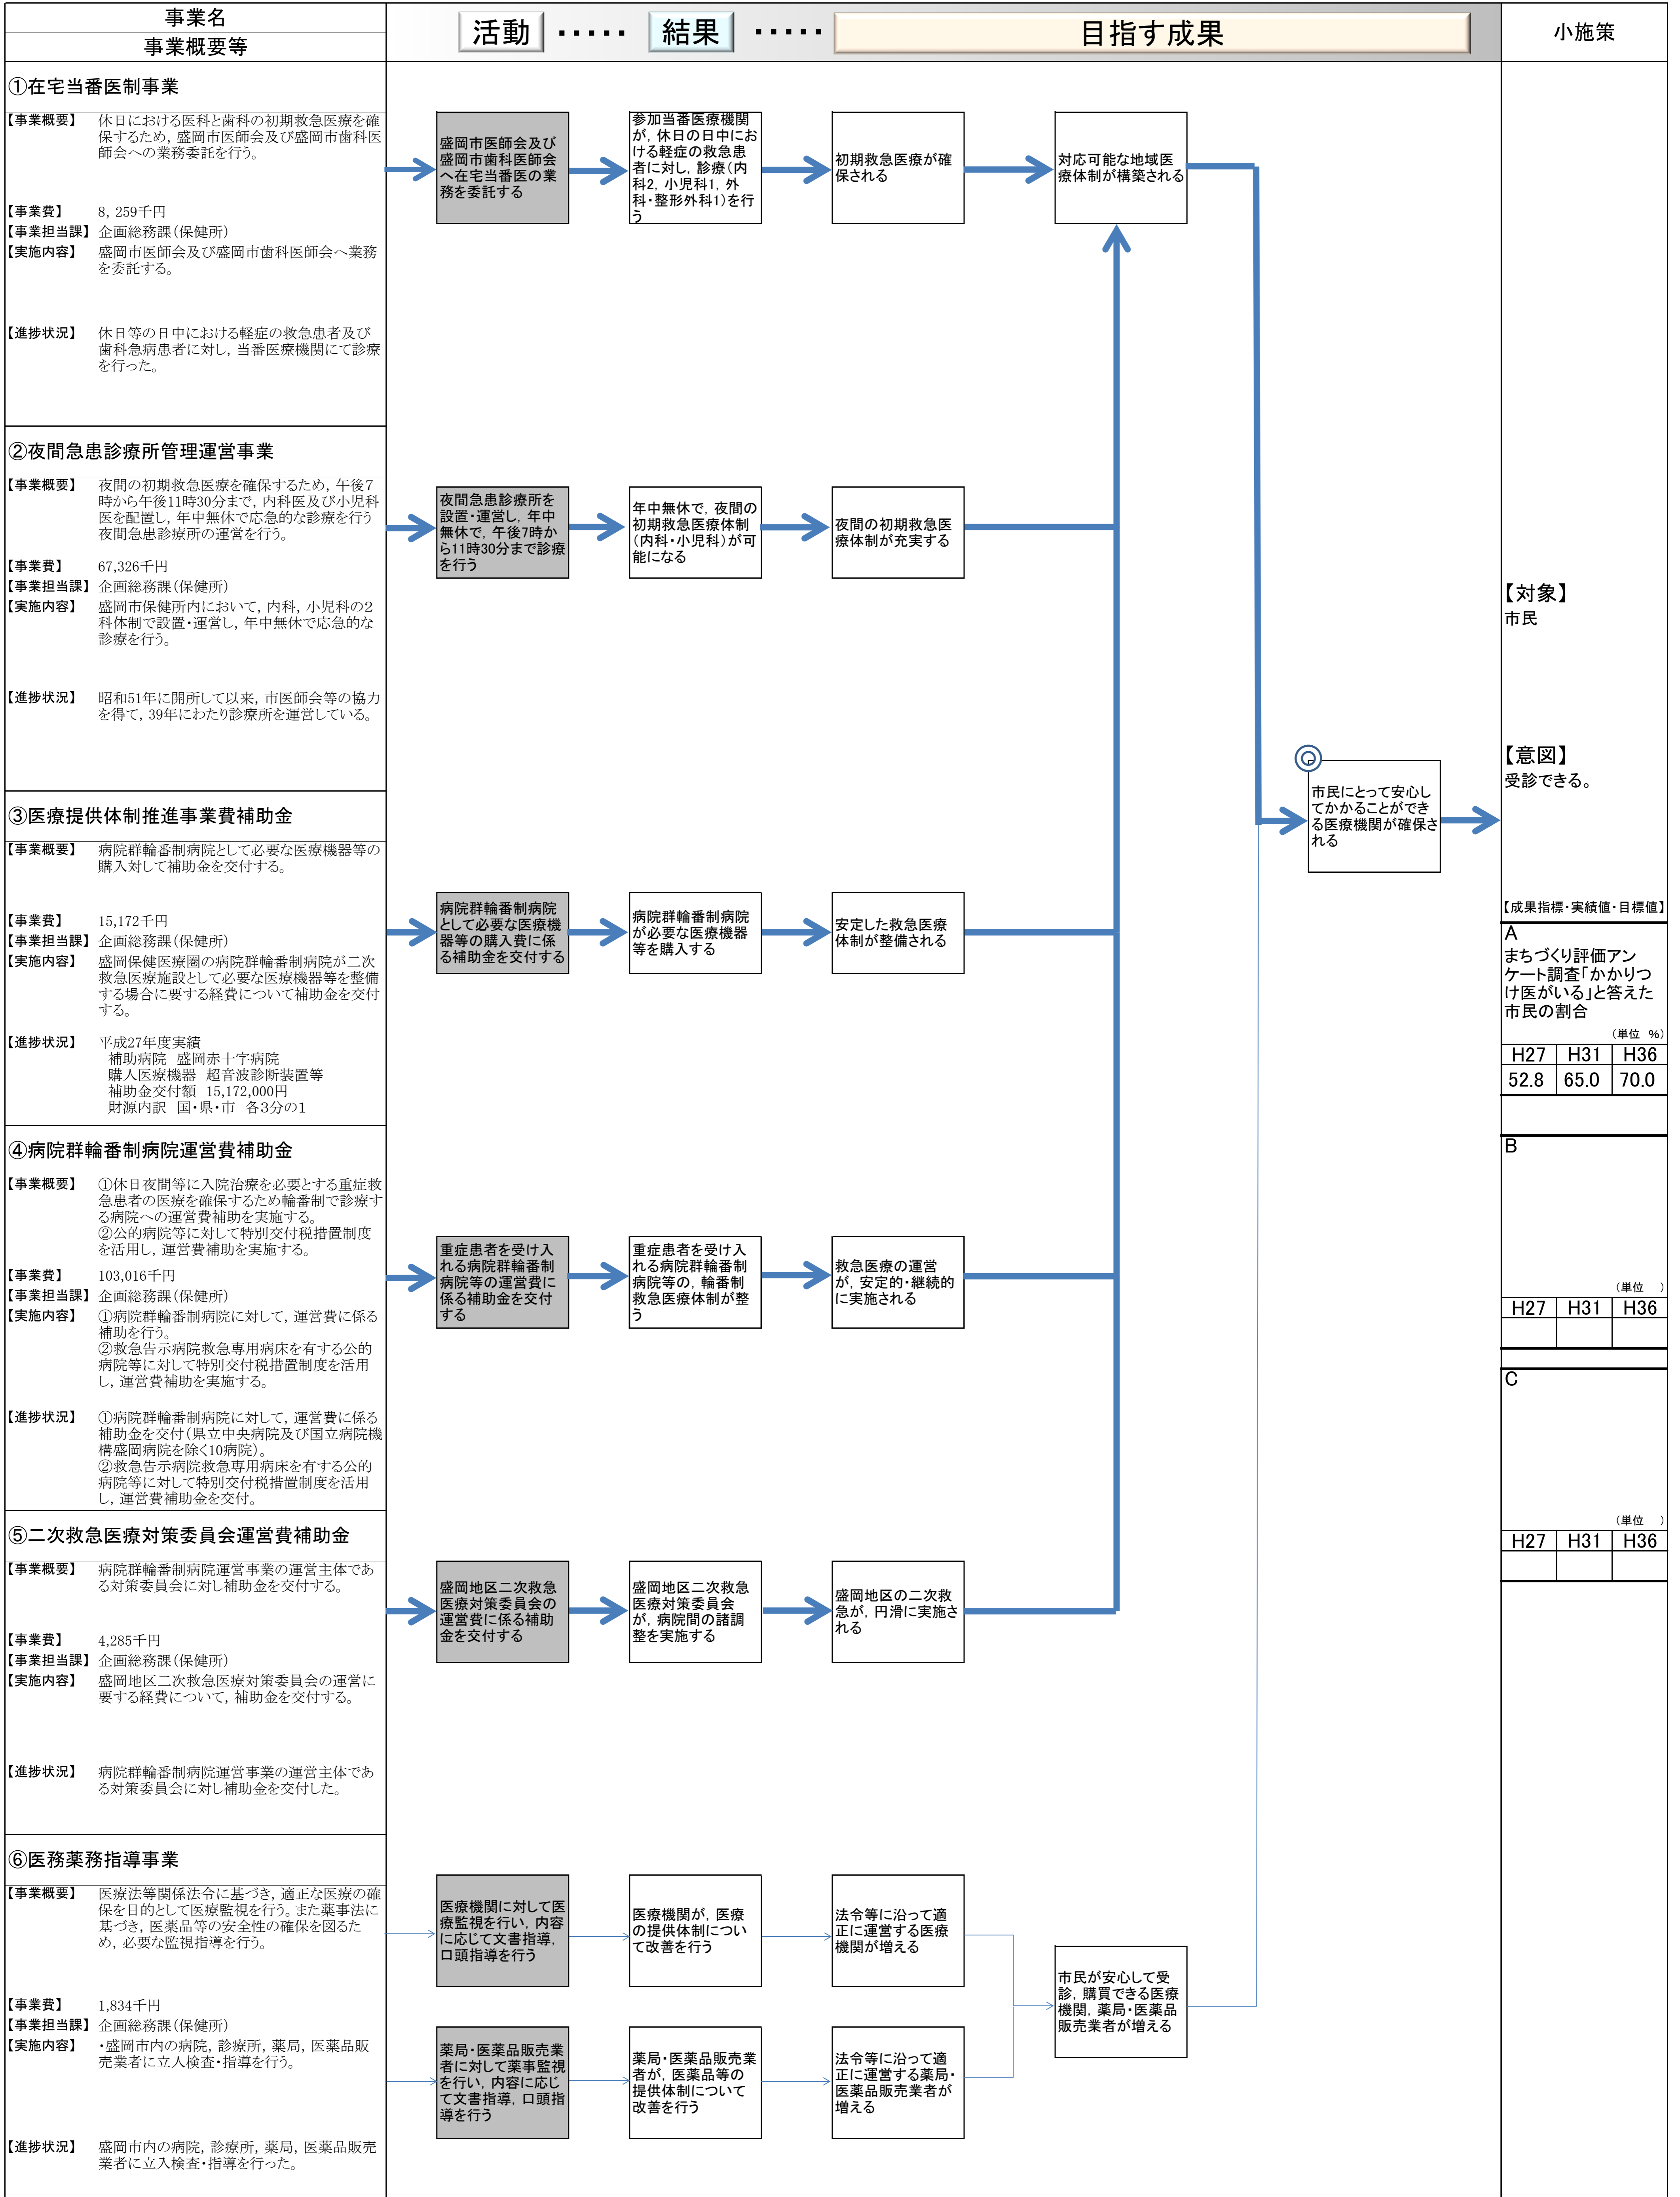 事業名
事業概要等
活動 ‥‥‥ 結果 ‥‥‥ 目指す成果
小施策
①在宅当番医制事業
【事業概要】 休日における医科と歯科の初期救急医療を確
保するため，盛岡市医師会及び盛岡市歯科医
師会への業務委託を行う。
【事業費】 8，259千円
【事業担当課】 企画総務課（保健所）
【実施内容】 盛岡市医師会及び盛岡市歯科医師会へ業務
を委託する。
【進捗状況】 休日等の日中における軽症の救急患者及び
歯科急病患者に対し，当番医療機関にて診療
を行った。
盛岡市医師会及び
盛岡市歯科医師会
へ在宅当番医の業
務を委託する
参加当番医療機関
が，休日の日中にお
ける軽症の救急患
者に対し，診療（内
科2，小児科1，外
科・整形外科1）を行
う
初期救急医療が確
保される
対応可能な地域医
療体制が構築される
②夜間急患診療所管理運営事業
【事業概要】 夜間の初期救急医療を確保するため，午後7
時から午後11時30分まで，内科医及び小児科
医を配置し，年中無休で応急的な診療を行う
夜間急患診療所の運営を行う。
【事業費】 67,326千円
【事業担当課】 企画総務課（保健所）
【実施内容】 盛岡市保健所内において，内科，小児科の２
科体制で設置・運営し，年中無休で応急的な
診療を行う。
【進捗状況】 昭和51年に開所して以来，市医師会等の協力
を得て，39年にわたり診療所を運営している。
夜間急患診療所を
設置・運営し，年中
無休で，午後7時か
ら11時30分まで診療
を行う
年中無休で，夜間の
初期救急医療体制
（内科・小児科）が可
能になる
夜間の初期救急医
療体制が充実する
③医療提供体制推進事業費補助金
【事業概要】 病院群輪番制病院として必要な医療機器等の
購入対して補助金を交付する。
【事業費】 15,172千円
【事業担当課】 企画総務課（保健所）
【実施内容】 盛岡保健医療圏の病院群輪番制病院が二次
救急医療施設として必要な医療機器等を整備
する場合に要する経費について補助金を交付
する。
【進捗状況】 平成27年度実績
補助病院 盛岡赤十字病院
購入医療機器 超音波診断装置等
補助金交付額 15,172,000円
財源内訳 国・県・市 各3分の1
病院群輪番制病院
として必要な医療機
器等の購入費に係
る補助金を交付する
病院群輪番制病院
が必要な医療機器
等を購入する
安定した救急医療
体制が整備される
④病院群輪番制病院運営費補助金
【事業概要】 ①休日夜間等に入院治療を必要とする重症救
急患者の医療を確保するため輪番制で診療す
る病院への運営費補助を実施する。
②公的病院等に対して特別交付税措置制度
を活用し，運営費補助を実施する。
【事業費】 103,016千円
【事業担当課】 企画総務課（保健所）
【実施内容】 ①病院群輪番制病院に対して，運営費に係る
補助を行う。
②救急告示病院救急専用病床を有する公的
病院等に対して特別交付税措置制度を活用
し，運営費補助を実施する。
【進捗状況】 ①病院群輪番制病院に対して，運営費に係る
補助金を交付（県立中央病院及び国立病院機
構盛岡病院を除く10病院）。
②救急告示病院救急専用病床を有する公的
病院等に対して特別交付税措置制度を活用
し，運営費補助金を交付。
重症患者を受け入
れる病院群輪番制
病院等の運営費に
係る補助金を交付
する
重症患者を受け入
れる病院群輪番制
病院等の，輪番制
救急医療体制が整
う
救急医療の運営
が，安定的・継続的
に実施される
⑤二次救急医療対策委員会運営費補助金
【事業概要】 病院群輪番制病院運営事業の運営主体であ
る対策委員会に対し補助金を交付する。
【事業費】 4,285千円
【事業担当課】 企画総務課（保健所）
【実施内容】 盛岡地区二次救急医療対策委員会の運営に
要する経費について，補助金を交付する。
【進捗状況】 病院群輪番制病院運営事業の運営主体であ
る対策委員会に対し補助金を交付した。
盛岡地区二次救急
医療対策委員会の
運営費に係る補助
金を交付する
盛岡地区二次救急
医療対策委員会
が，病院間の諸調
整を実施する
盛岡地区の二次救
急が，円滑に実施さ
れる
⑥医務薬務指導事業
【事業概要】 医療法等関係法令に基づき，適正な医療の確
保を目的として医療監視を行う。また薬事法に
基づき，医薬品等の安全性の確保を図るた
め，必要な監視指導を行う。
【事業費】 1,834千円
【事業担当課】 企画総務課（保健所）
【実施内容】 ・盛岡市内の病院，診療所，薬局，医薬品販
売業者に立入検査・指導を行う。
【進捗状況】 盛岡市内の病院，診療所，薬局，医薬品販売
業者に立入検査・指導を行った。
医療機関に対して医
療監視を行い，内容
に応じて文書指導，
口頭指導を行う
医療機関が，医療
の提供体制につい
て改善を行う
法令等に沿って適
正に運営する医療
機関が増える
薬局・医薬品販売業
者に対して薬事監視
を行い，内容に応じ
て文書指導，口頭指
導を行う
薬局・医薬品販売業
者が，医薬品等の
提供体制について
改善を行う
法令等に沿って適
正に運営する薬局・
医薬品販売業者が
増える
市民が安心して受
診，購買できる医療
機関，薬局・医薬品
販売業者が増える
◎
市民にとって安心し
てかかることができ
る医療機関が確保さ
れる
【対象】
市民
【意図】
受診できる。
【成果指標・実績値・目標値】
A
まちづくり評価アン
ケート調査「かかりつ
け医がいる」と答えた
市民の割合
（単位 %）
H27 H31 H36
52.8 65.0 70.0
B
（単位 ）
H27 H31 H36
C
（単位 ）
H27 H31 H36